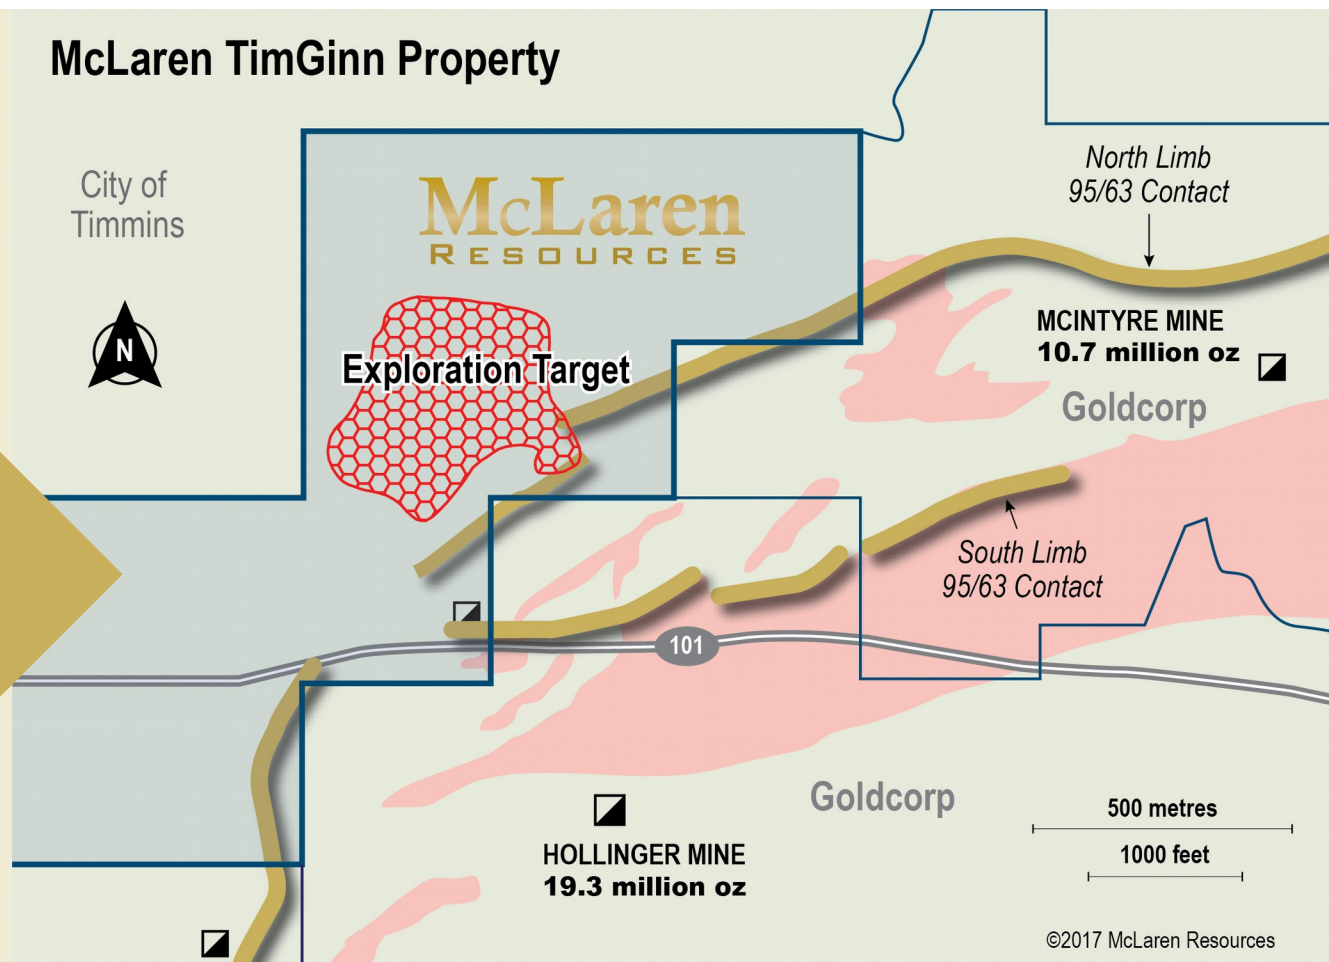 McLaren TimGinn Property
City of
Timmins
N
McLaren
RESOURCES
North Limb
95/63 Contact
Exploration Target
MCINTYRE MINE
10.7 million oz
Goldcorp
South Limb
95/63 Contact
101
Goldcorp
HOLLINGER MINE
19.3 million oz
500 metres
1000 feet
©2017 McLaren Resources